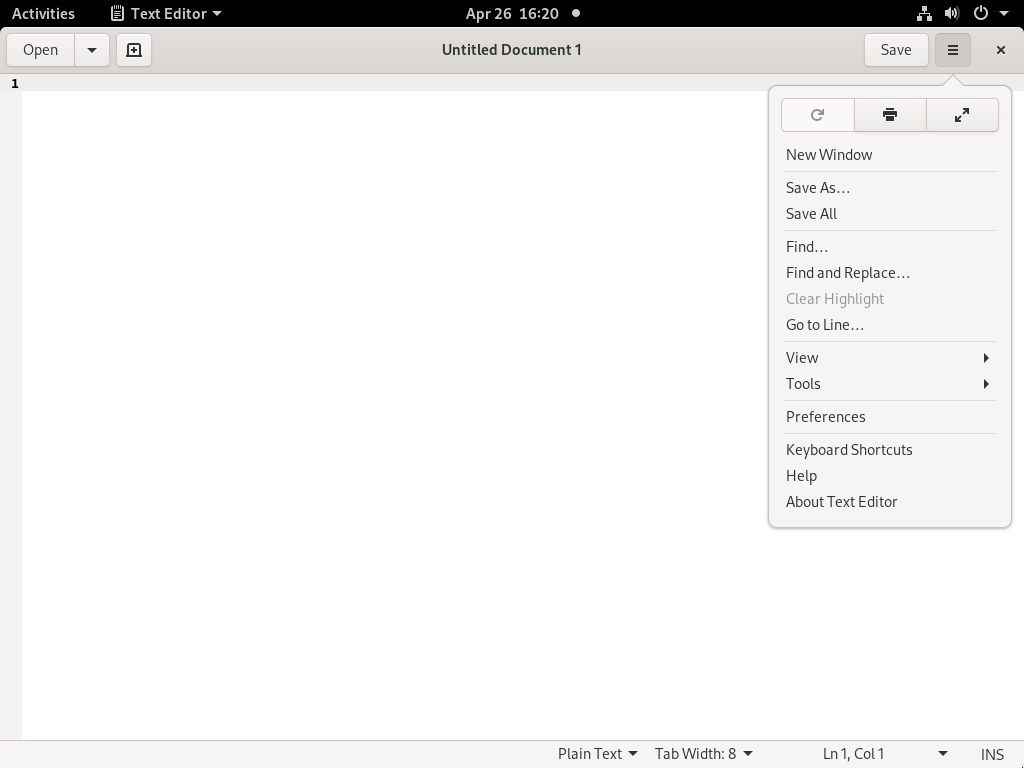 Activities Text Editor Apr 26 16:20
Open Untitled Document 1 Save
1
New Window
Save As…
Save All
Find…
Find and Replace…
Clear Highlight
Go to Line…
View
Tools
Preferences
Keyboard Shortcuts
Help
About Text Editor
Plain Text Tab Width: 8 Ln 1, Col 1 INS